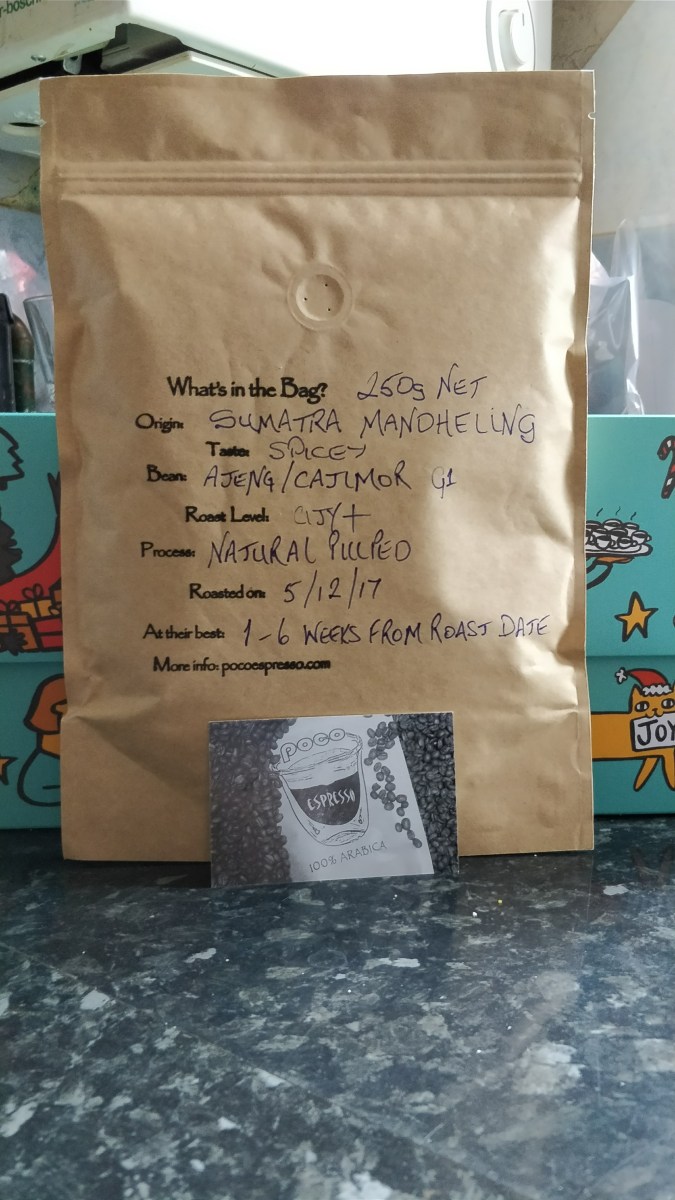 What's in the Bag? 250g NET
Origin: SUMATRA MANDHELING
Taste: SPICEY
Bean: AJENG/CATIMOR G1
Roast Level: CITY+
Process: NATURAL PULPED
Roasted on: 5/12/17
At their best: 1-6 WEEKS FROM ROAST DATE
More info: pocoespresso.com
JOY
poco
ESPRESSO
100% ARABICA